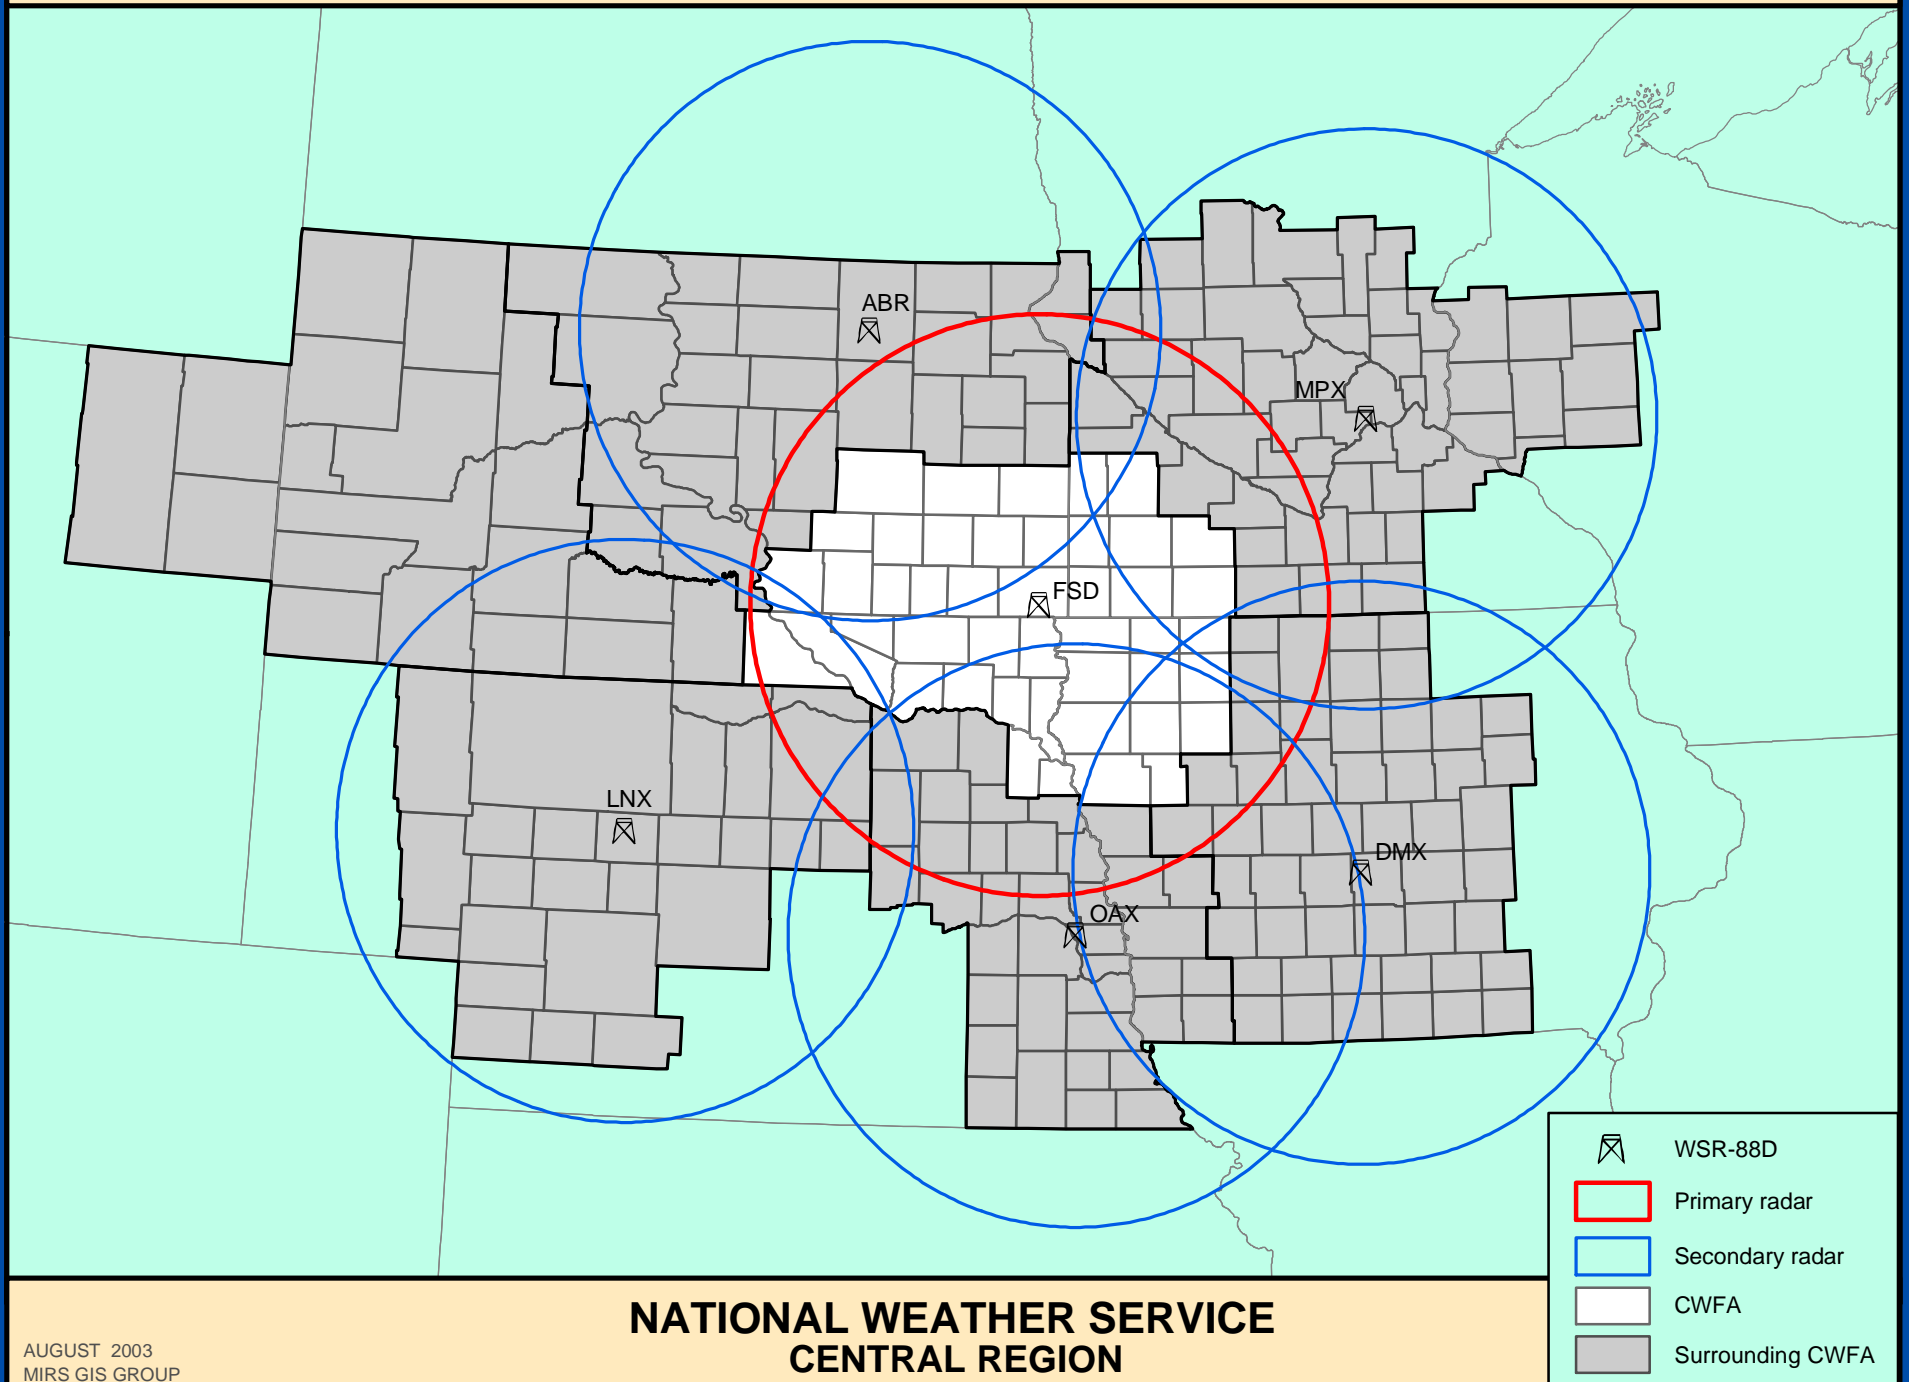 ABR
MPX
FSD
LNX
DMX
OAX
WSR-88D
Primary radar
Secondary radar
CWFA
Surrounding CWFA
NATIONAL WEATHER SERVICE
CENTRAL REGION
AUGUST 2003
MIRS GIS GROUP